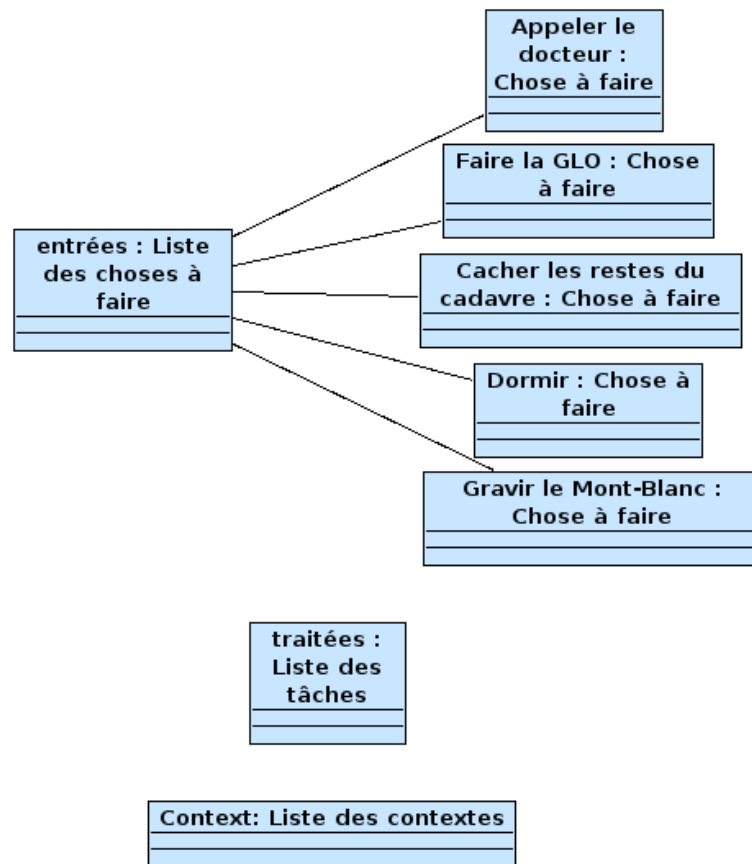 Appeler le
docteur :
Chose à faire
Faire la GLO : Chose
à faire
entrées : Liste
des choses à
faire
Cacher les restes du
cadavre : Chose à faire
Dormir : Chose à
faire
Gravir le Mont-Blanc :
Chose à faire
traitées :
Liste des
tâches
Context: Liste des contextes